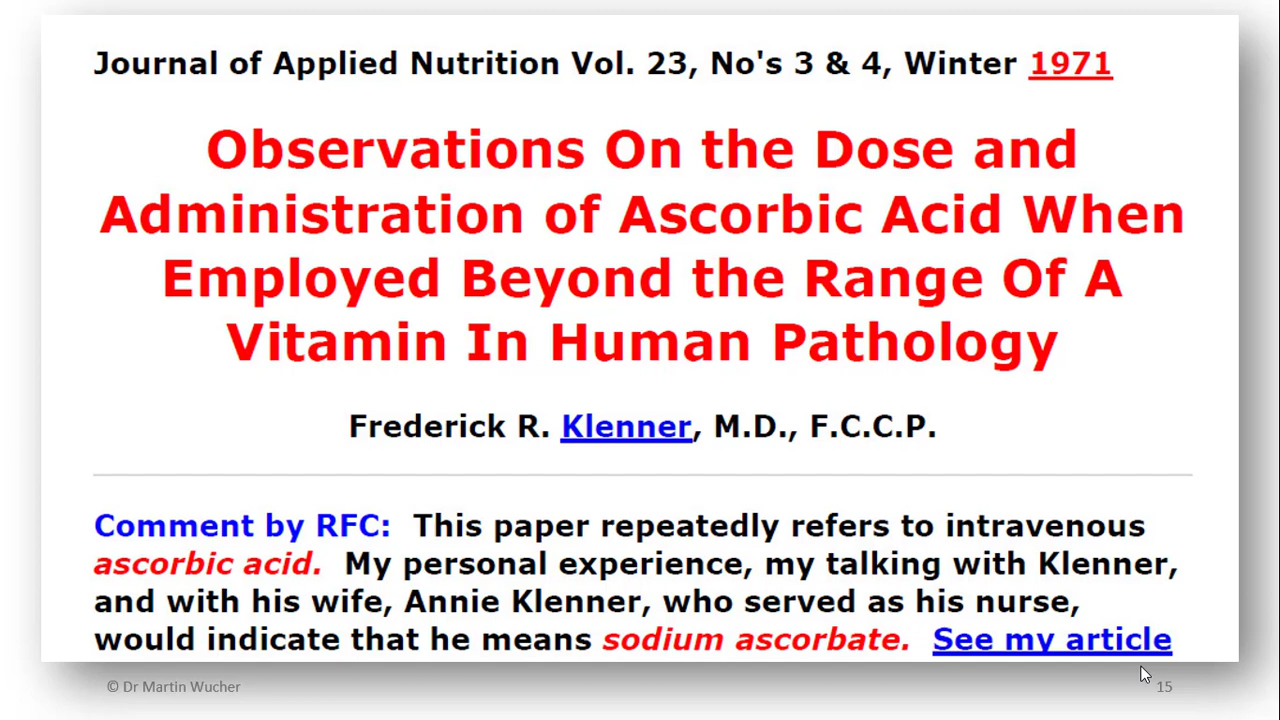 Journal of Applied Nutrition Vol. 23, No's 3 & 4, Winter 1971
Observations On the Dose and
Administration of Ascorbic Acid When
Employed Beyond the Range Of A
Vitamin In Human Pathology
Frederick R. Klenner, M.D., F.C.C.P.
Comment by RFC: This paper repeatedly refers to intravenous
ascorbic acid. My personal experience, my talking with Klenner,
and with his wife, Annie Klenner, who served as his nurse,
would indicate that he means sodium ascorbate. See my article
© Dr Martin Wucher
15